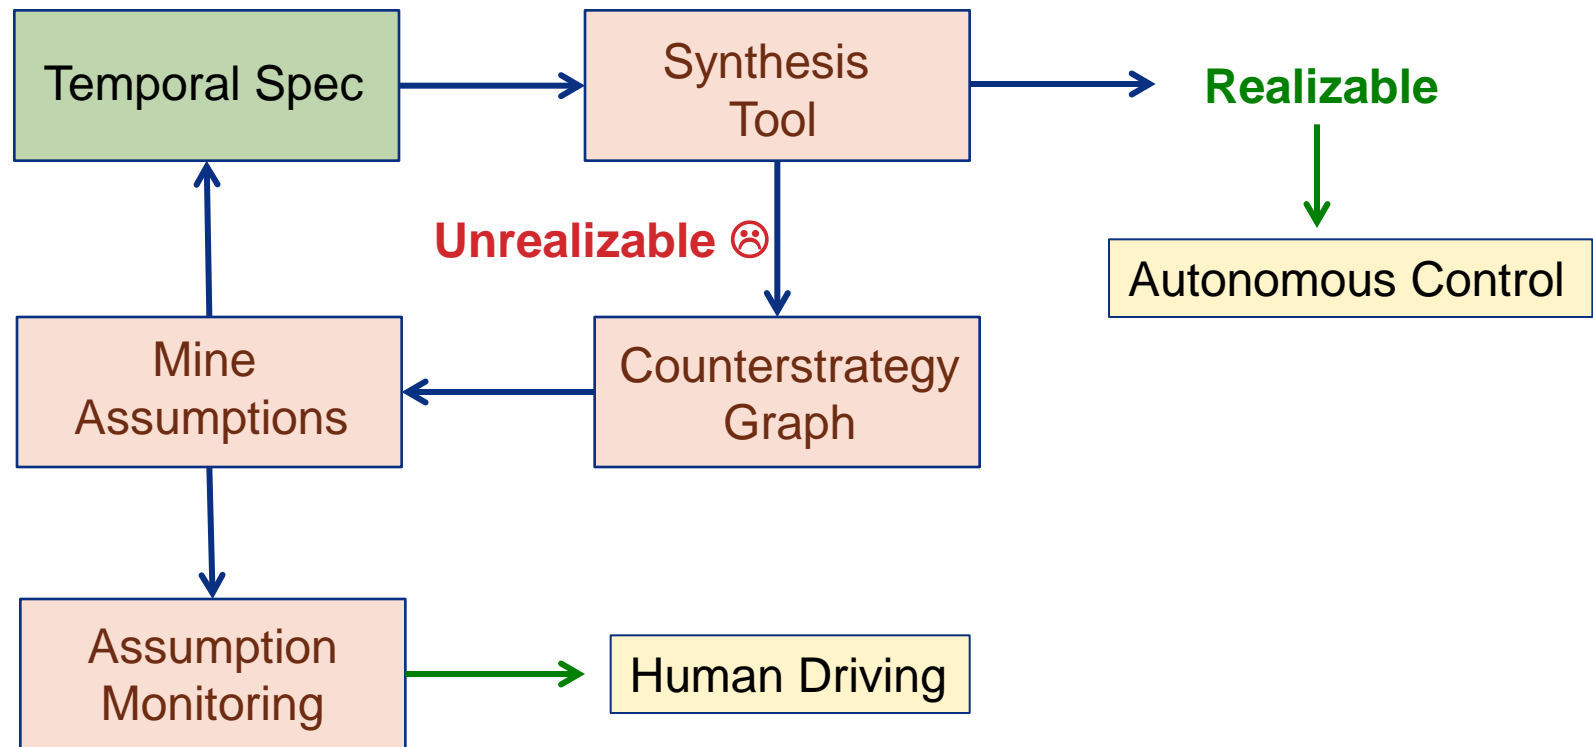 Temporal Spec
Synthesis
Tool
Realizable
Unrealizable ☹
Autonomous Control
Mine
Assumptions
Counterstrategy
Graph
Assumption
Monitoring
Human Driving